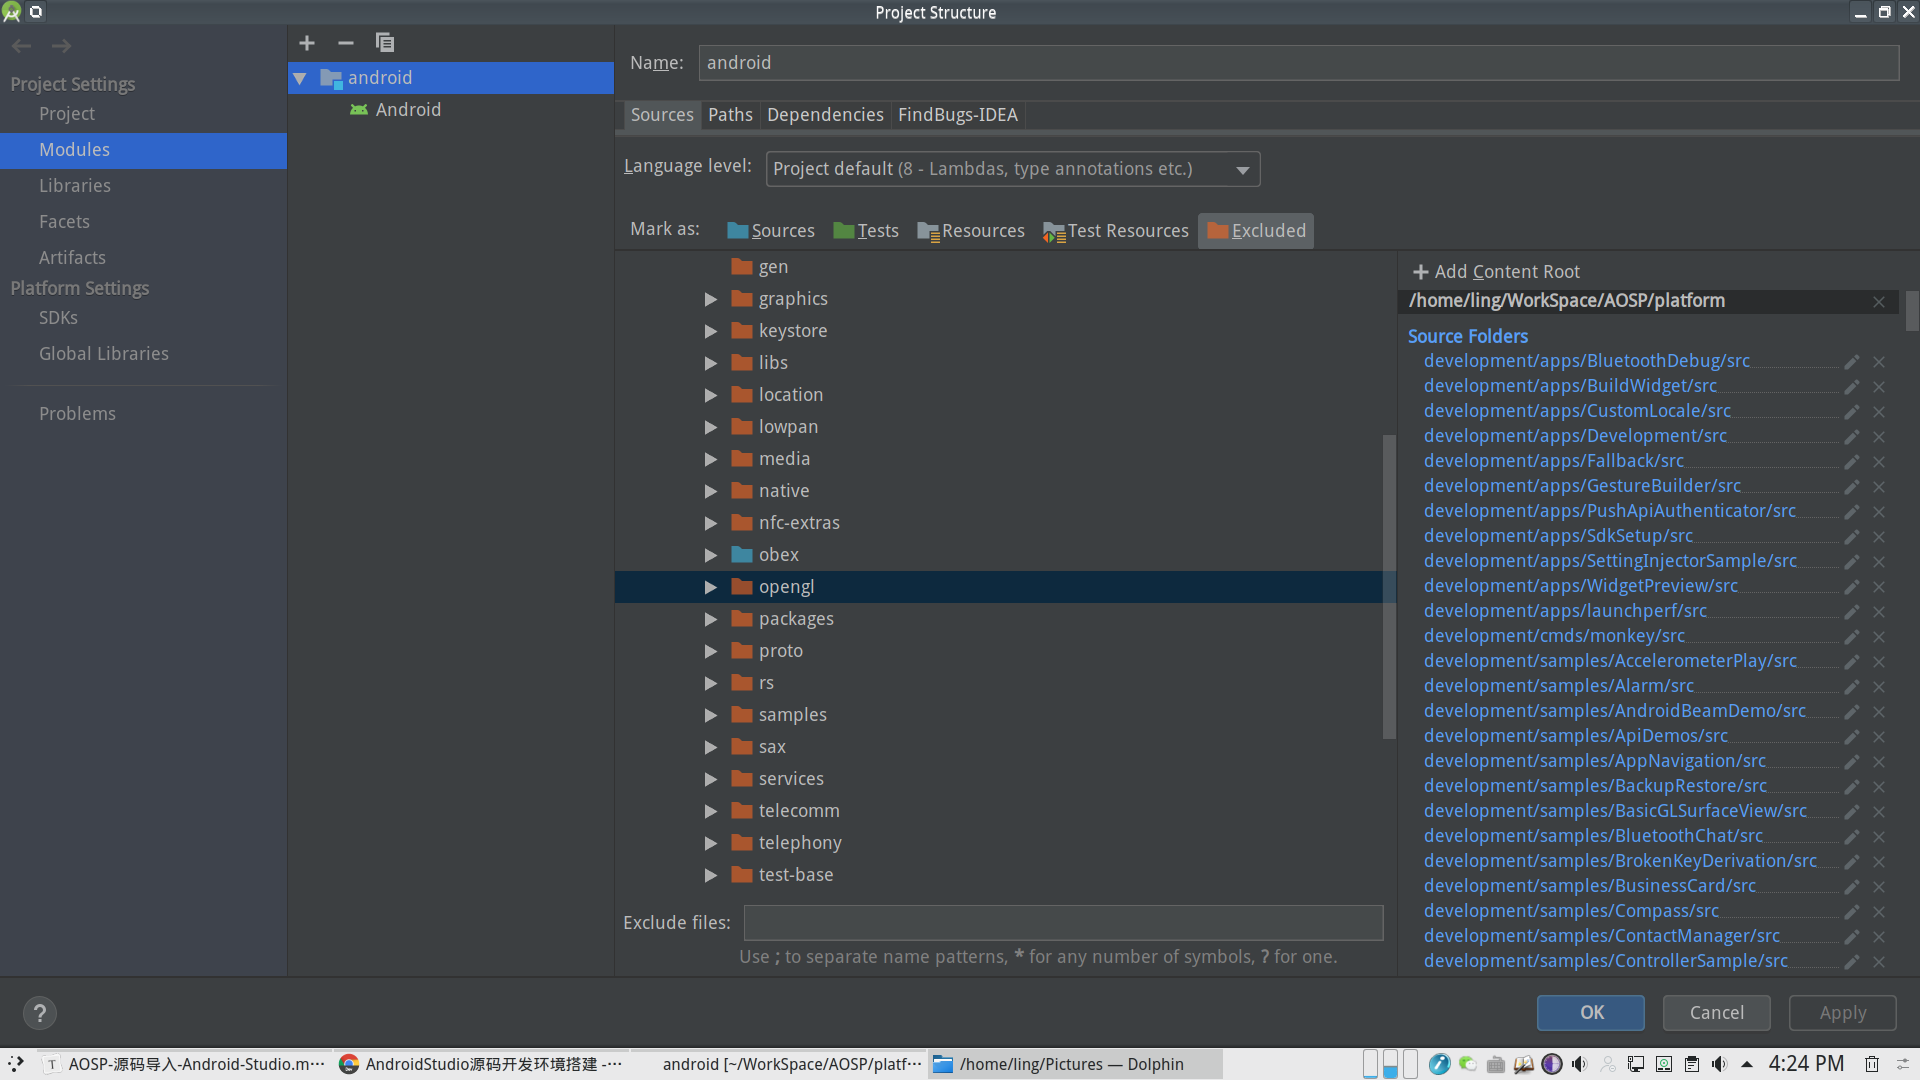 Project Structure
Project Settings
Project
Modules
Libraries
Facets
Artifacts
Platform Settings
SDKs
Global Libraries
Problems
android
Android
Name: android
Sources Paths Dependencies FindBugs-IDEA
Language level: Project default (8 - Lambdas, type annotations etc.)
Mark as: Sources Tests Resources Test Resources Excluded
gen
graphics
keystore
libs
location
lowpan
media
native
nfc-extras
obex
opengl
packages
proto
rs
samples
sax
services
telecomm
telephony
test-base
Exclude files:
Use ; to separate name patterns, * for any number of symbols, ? for one.
Add Content Root
/home/ling/WorkSpace/AOSP/platform
Source Folders
development/apps/BluetoothDebug/src
development/apps/BuildWidget/src
development/apps/CustomLocale/src
development/apps/Development/src
development/apps/Fallback/src
development/apps/GestureBuilder/src
development/apps/PushApiAuthenticator/src
development/apps/SdkSetup/src
development/apps/SettingInjectorSample/src
development/apps/WidgetPreview/src
development/apps/launchperf/src
development/cmds/monkey/src
development/samples/AccelerometerPlay/src
development/samples/Alarm/src
development/samples/AndroidBeamDemo/src
development/samples/ApiDemos/src
development/samples/AppNavigation/src
development/samples/BackupRestore/src
development/samples/BasicGLSurfaceView/src
development/samples/BluetoothChat/src
development/samples/BrokenKeyDerivation/src
development/samples/BusinessCard/src
development/samples/Compass/src
development/samples/ContactManager/src
development/samples/ControllerSample/src
?
OK Cancel Apply
AOSP-源码导入-Android-Studio.m··· AndroidStudio源码开发环境搭建 -··· android [~/WorkSpace/AOSP/platf··· /home/ling/Pictures — Dolphin 4:24 PM